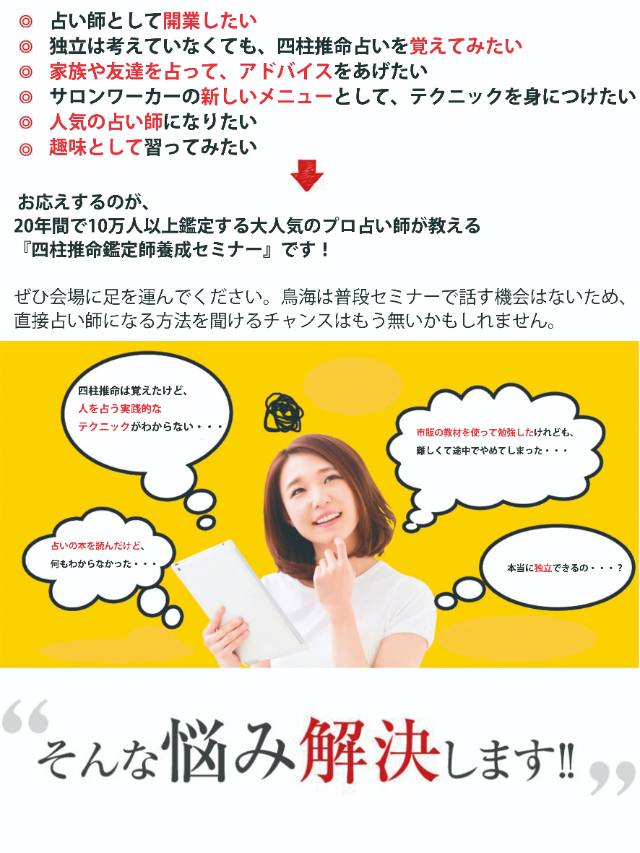 ◎ 占い師として開業したい
◎ 独立は考えていなくても、四柱推命占いを覚えてみたい
◎ 家族や友達を占って、アドバイスをあげたい
◎ サロンワーカーの新しいメニューとして、テクニックを身につけたい
◎ 人気の占い師になりたい
◎ 趣味として習ってみたい
お応えするのが、
20年間で10万人以上鑑定する大人気のプロ占い師が教える
『四柱推命鑑定師養成セミナー』です！
ぜひ会場に足を運んでください。鳥海は普段セミナーで話す機会はないため、
直接占い師になる方法を聞けるチャンスはもう無いかもしれません。
四柱推命は覚えたけど、
人を占う実践的な
テクニックがわからない・・・
市販の教材を使って勉強したけれども、
難しくて途中でやめてしまった・・・
占いの本を読んだけど、
何もわからなかった・・・
本当に独立できるの・・・？
“そんな悩み解決します!!”